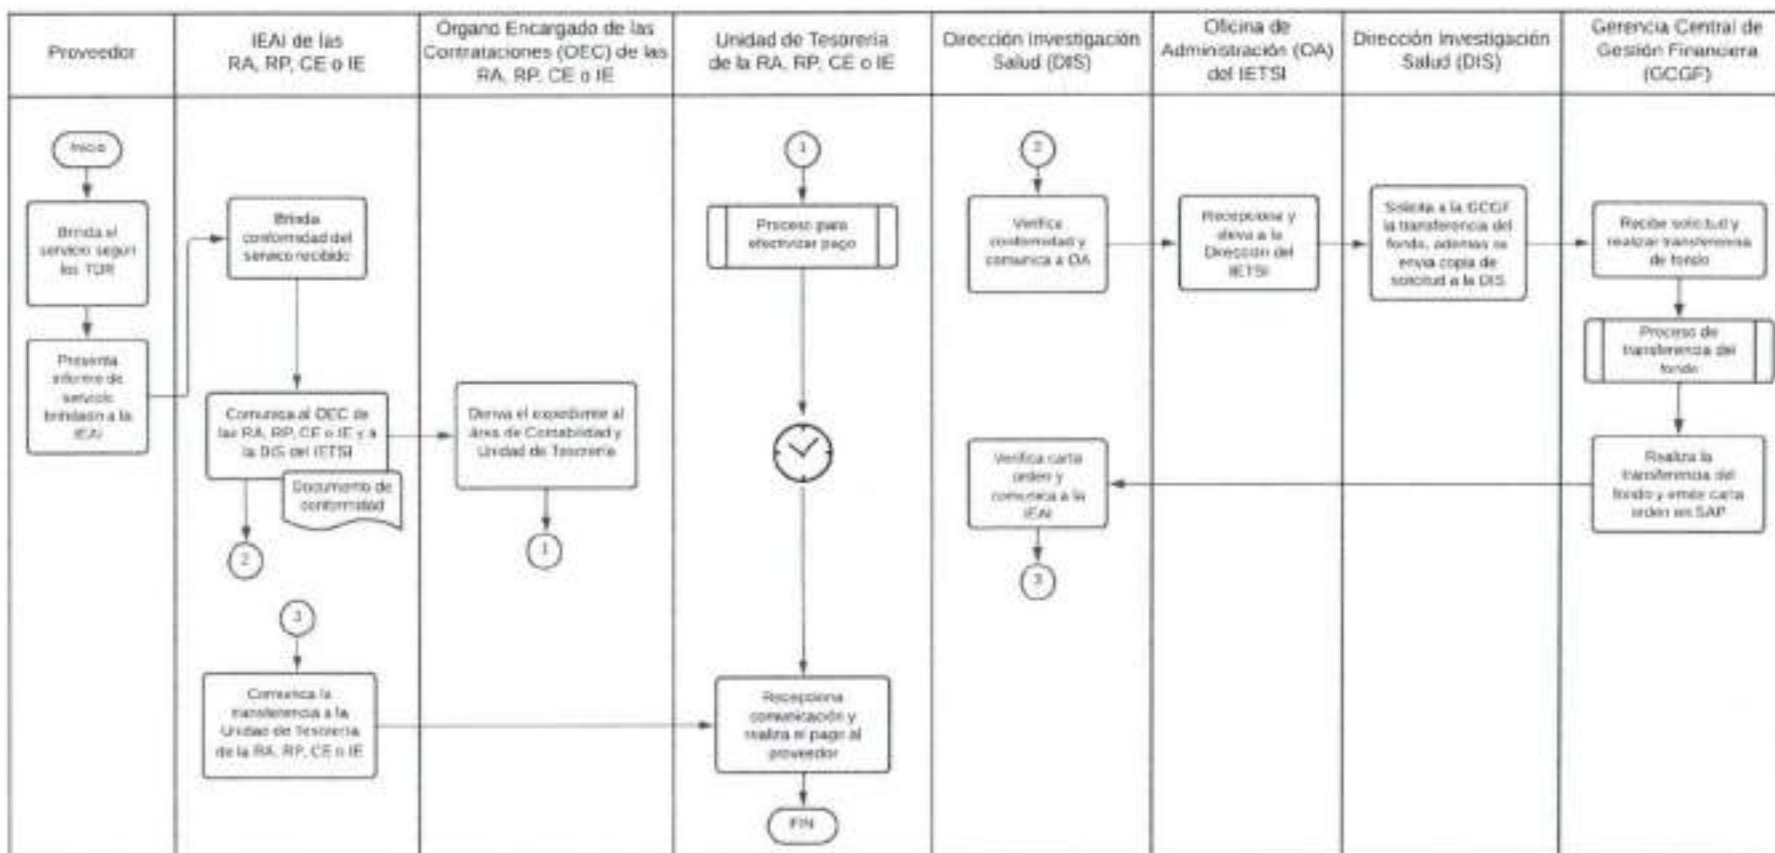 Proveedor
IEAI de las
RA, RP, CE o IE
Organo Encargado de las
Contrataciones (OEC) de las
RA, RP, CE o IE
Unidad de Tesorería
de la RA, RP, CE o IE
Dirección Investigación
Salud (DIS)
Oficina de
Administración (OA)
del IETSI
Dirección Investigación
Salud (DIS)
Gerencia Central de
Gestión Financiera
(GCGF)
Inicio
Brinda el
servicio según
los TDR
Presenta
informe de
servicio
brindado a la
IEAI
Brinda
conformidad del
servicio recibido
Comunica al OEC de
las RA, RP, CE o IE y a
la DIS del IETSI
Documento de
conformidad
2
3
Comunica la
transferencia a la
Unidad de Tesorería
de la RA, RP, CE o IE
Deriva el expediente al
área de Contabilidad y
Unidad de Tesorería
1
1
Proceso para
efectivizar pago
Recepciona
comunicación y
realiza el pago al
proveedor
FIN
2
Verifica
conformidad y
comunica a OA
Verifica carta
orden y
comunica a la
IEAI
3
Recepciona y
eleva a la
Dirección del
IETSI
Solicita a la GCGF
la transferencia del
fondo, además se
envia copia de
solicitud a la DIS
Recibe solicitud y
realizar transferencia
de fondo
Proceso de
transferencia del
fondo
Realiza la
transferencia del
fondo y emite carta
orden en SAP